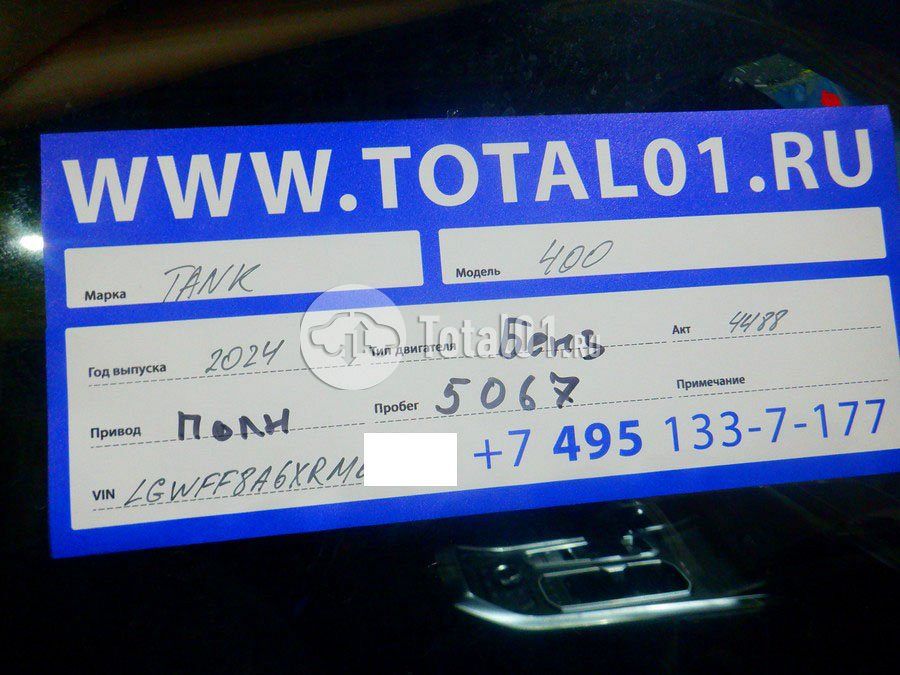 WWW.TOTAL01.RU
Марка TANK Модель 400
Год выпуска 2024 Тип двигателя Бенз Акт 4488
Total01.ru
Привод Полн Пробег 5067 Примечание
VIN LGWFF8A6XRM +7 495 133-7-177